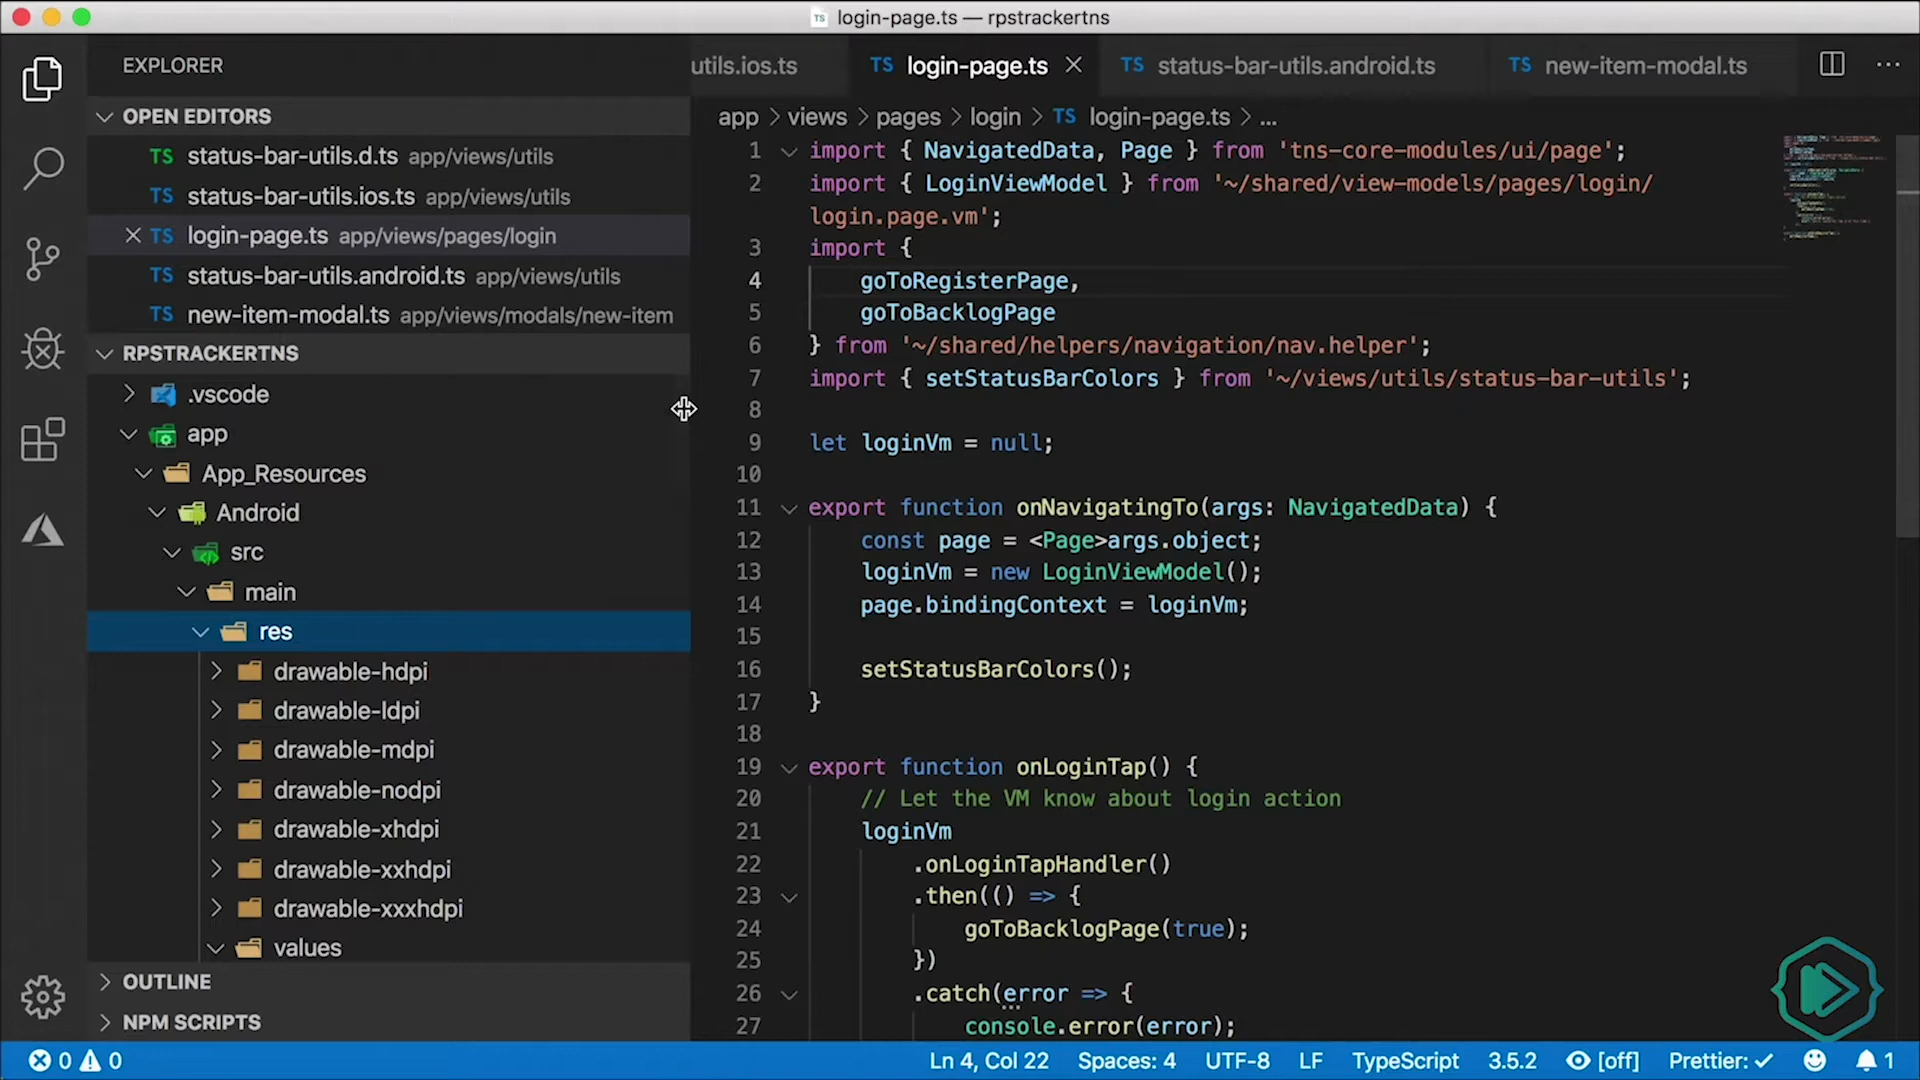 TS login-page.ts — rpstrackertns
EXPLORER
utils.ios.ts
TS login-page.ts
TS status-bar-utils.android.ts
TS new-item-modal.ts
OPEN EDITORS
TS status-bar-utils.d.ts app/views/utils
TS status-bar-utils.ios.ts app/views/utils
TS login-page.ts app/views/pages/login
TS status-bar-utils.android.ts app/views/utils
TS new-item-modal.ts app/views/modals/new-item
RPSTRACKERTNS
.vscode
app
App_Resources
Android
src
main
res
drawable-hdpi
drawable-ldpi
drawable-mdpi
drawable-nodpi
drawable-xhdpi
drawable-xxhdpi
drawable-xxxhdpi
values
OUTLINE
NPM SCRIPTS
app > views > pages > login > TS login-page.ts > ...
1 import { NavigatedData, Page } from 'tns-core-modules/ui/page';
2 import { LoginViewModel } from '~/shared/view-models/pages/login/
login.page.vm';
3 import {
4 goToRegisterPage,
5 goToBacklogPage
6 } from '~/shared/helpers/navigation/nav.helper';
7 import { setStatusBarColors } from '~/views/utils/status-bar-utils';
8
9 let loginVm = null;
10
11 export function onNavigatingTo(args: NavigatedData) {
12 const page = <Page>args.object;
13 loginVm = new LoginViewModel();
14 page.bindingContext = loginVm;
15
16 setStatusBarColors();
17 }
18
19 export function onLoginTap() {
20 // Let the VM know about login action
21 loginVm
22 .onLoginTapHandler()
23 .then(() => {
24 goToBacklogPage(true);
25 })
26 .catch(error => {
27 console.error(error);
0 0
Ln 4, Col 22 Spaces: 4 UTF-8 LF TypeScript 3.5.2 [off] Prettier: ✓ 1